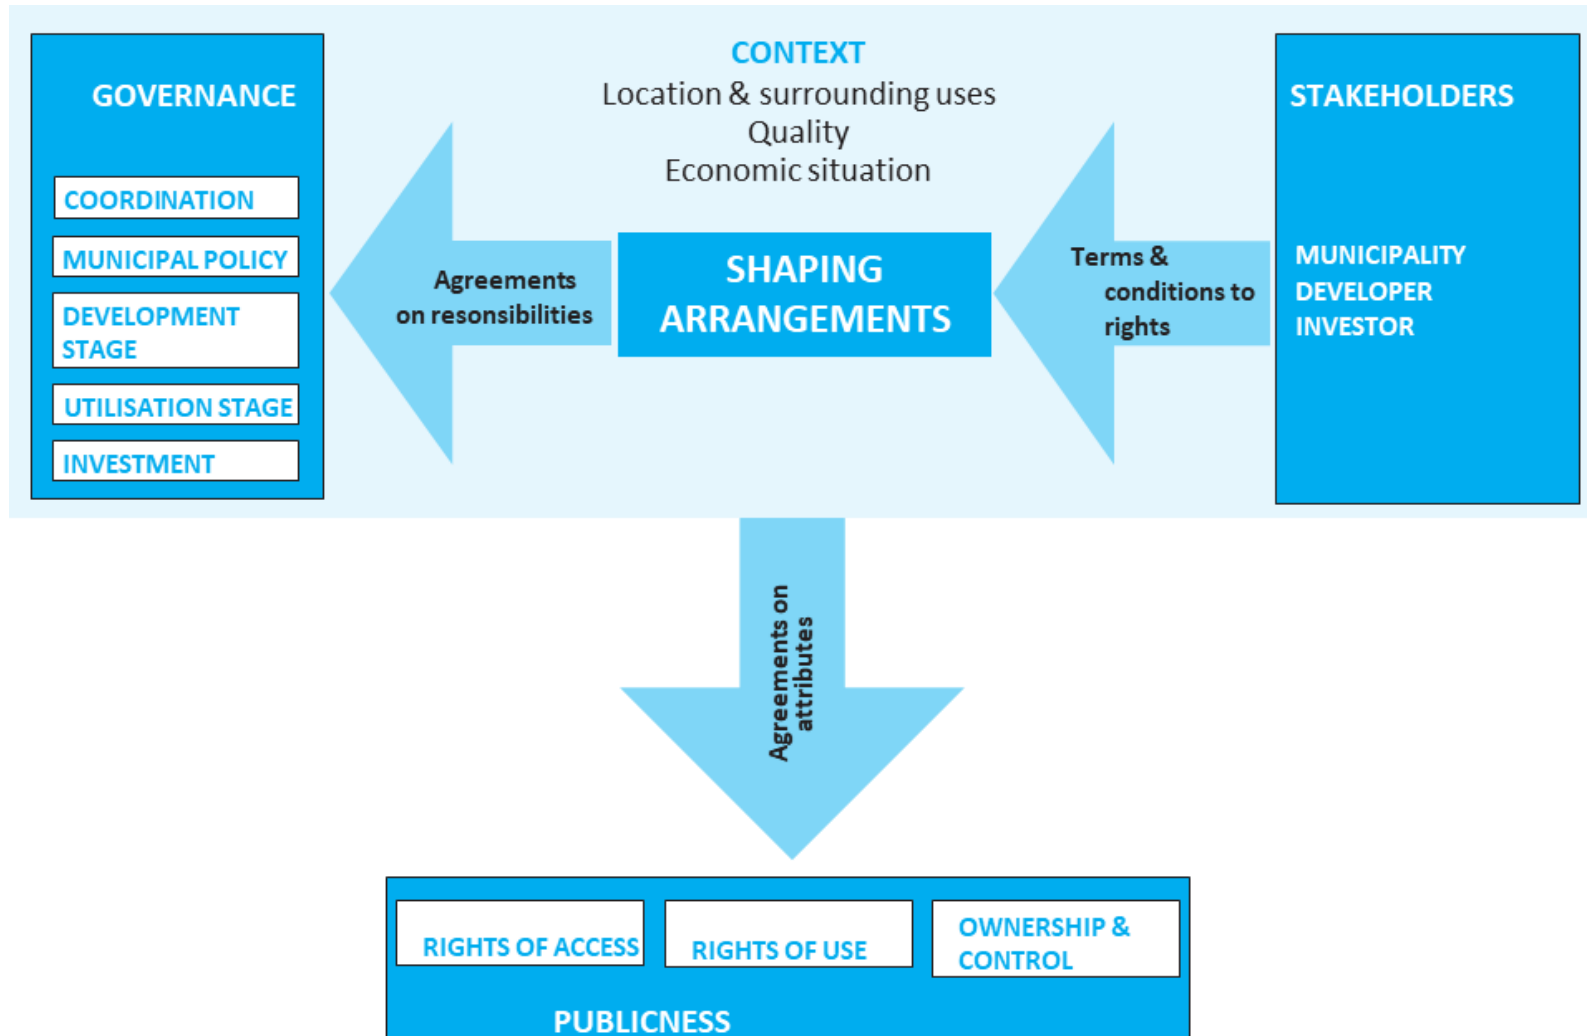 GOVERNANCE
COORDINATION
MUNICIPAL POLICY
DEVELOPMENT
STAGE
UTILISATION STAGE
INVESTMENT
CONTEXT
Location & surrounding uses
Quality
Economic situation
Agreements
on resonsibilities
SHAPING
ARRANGEMENTS
Terms &
conditions to
rights
STAKEHOLDERS
MUNICIPALITY
DEVELOPER
INVESTOR
Agreements on
attributes
RIGHTS OF ACCESS
RIGHTS OF USE
OWNERSHIP &
CONTROL
PUBLICNESS